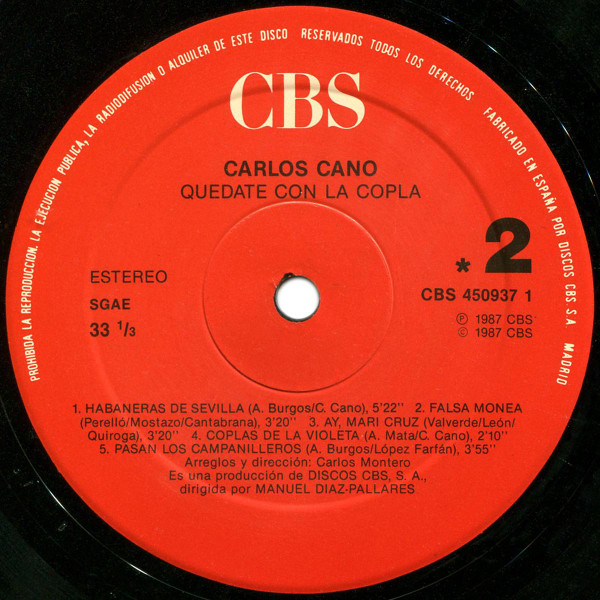 PROHIBIDA LA REPRODUCCION. LA EJECUCION PUBLICA, LA RADIODIFUSION O ALQUILER DE ESTE DISCO RESERVADOS TODOS LOS DERECHOS FABRICADO EN ESPAÑA POR DISCOS CBS. S.A. MADRID
CBS
CARLOS CANO
QUEDATE CON LA COPLA
ESTEREO
SGAE
33 1/3
* 2
CBS 450937 1
Ⓟ 1987 CBS
© 1987 CBS
1. HABANERAS DE SEVILLA (A. Burgos/C. Cano), 5'22" 2. FALSA MONEA
(Perelló/Mostazo/Cantabrana), 3'20" 3. AY, MARI CRUZ (Valverde/León/
Quiroga), 3'20" 4. COPLAS DE LA VIOLETA (A. Mata/C. Cano), 2'10"
5. PASAN LOS CAMPANILLEROS (A. Burgos/López Farfán), 3'55"
Arreglos y dirección: Carlos Montero
Es una producción de DISCOS CBS, S. A.,
dirigida por MANUEL DIAZ-PALLARES